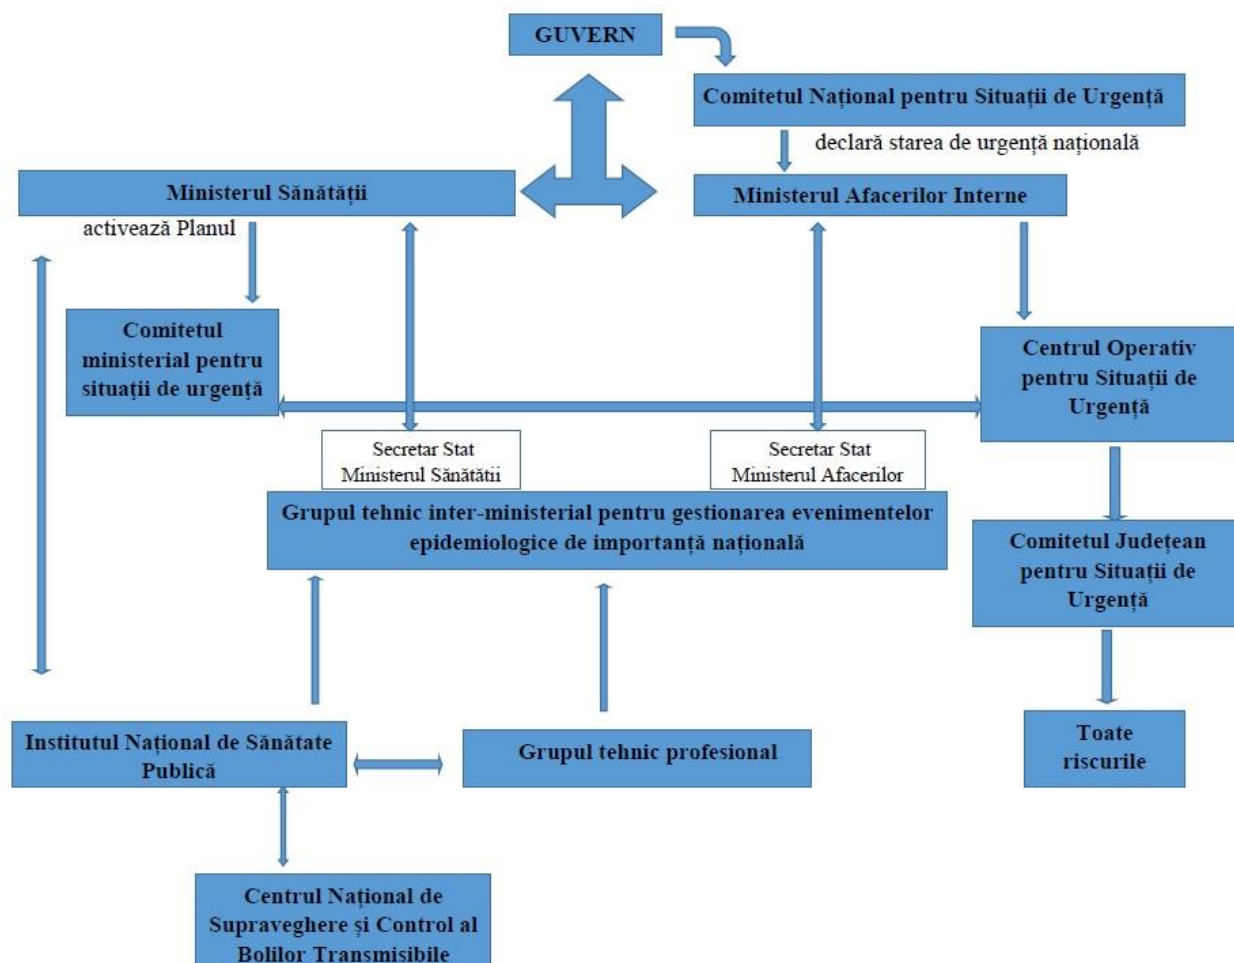 GUVERN
Comitetul Național pentru Situații de Urgență
declară starea de urgență națională
Ministerul Sănătății
Ministerul Afacerilor Interne
activează Planul
Comitetul
ministerial pentru
situații de urgență
Centrul Operativ
pentru Situații de
Urgență
Secretar Stat
Ministerul Sănătătii
Secretar Stat
Ministerul Afacerilor
Grupul tehnic inter-ministerial pentru gestionarea evenimentelor
epidemiologice de importanță națională
Comitetul Județean
pentru Situații de
Urgență
Institutul Național de Sănătate
Publică
Grupul tehnic profesional
Toate
riscurile
Centrul Național de
Supraveghere și Control al
Bolilor Transmisibile